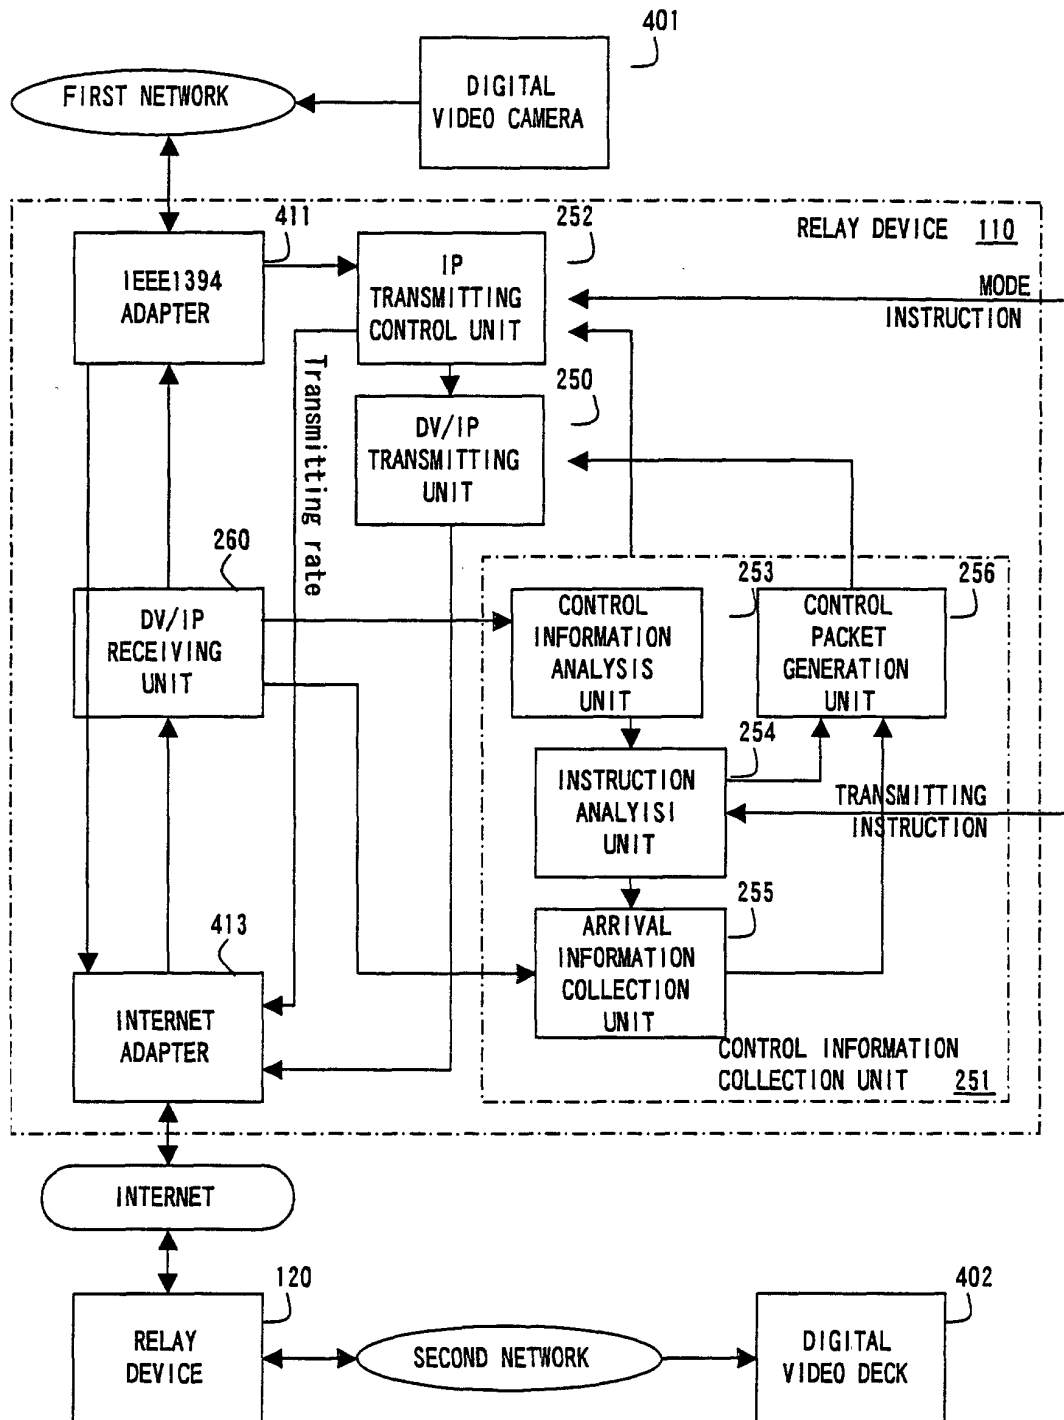 401
DIGITAL
VIDEO CAMERA
FIRST NETWORK
411
252
RELAY DEVICE 110
IEEE1394
ADAPTER
IP
TRANSMITTING
CONTROL UNIT
MODE
INSTRUCTION
Transmitting rate
250
DV/IP
TRANSMITTING
UNIT
260
DV/IP
RECEIVING
UNIT
253
CONTROL
INFORMATION
ANALYSIS
UNIT
256
CONTROL
PACKET
GENERATION
UNIT
254
INSTRUCTION
ANALYISI
UNIT
TRANSMITTING
INSTRUCTION
255
ARRIVAL
INFORMATION
COLLECTION
UNIT
413
INTERNET
ADAPTER
CONTROL INFORMATION
COLLECTION UNIT 251
INTERNET
120
RELAY
DEVICE
SECOND NETWORK
402
DIGITAL
VIDEO DECK